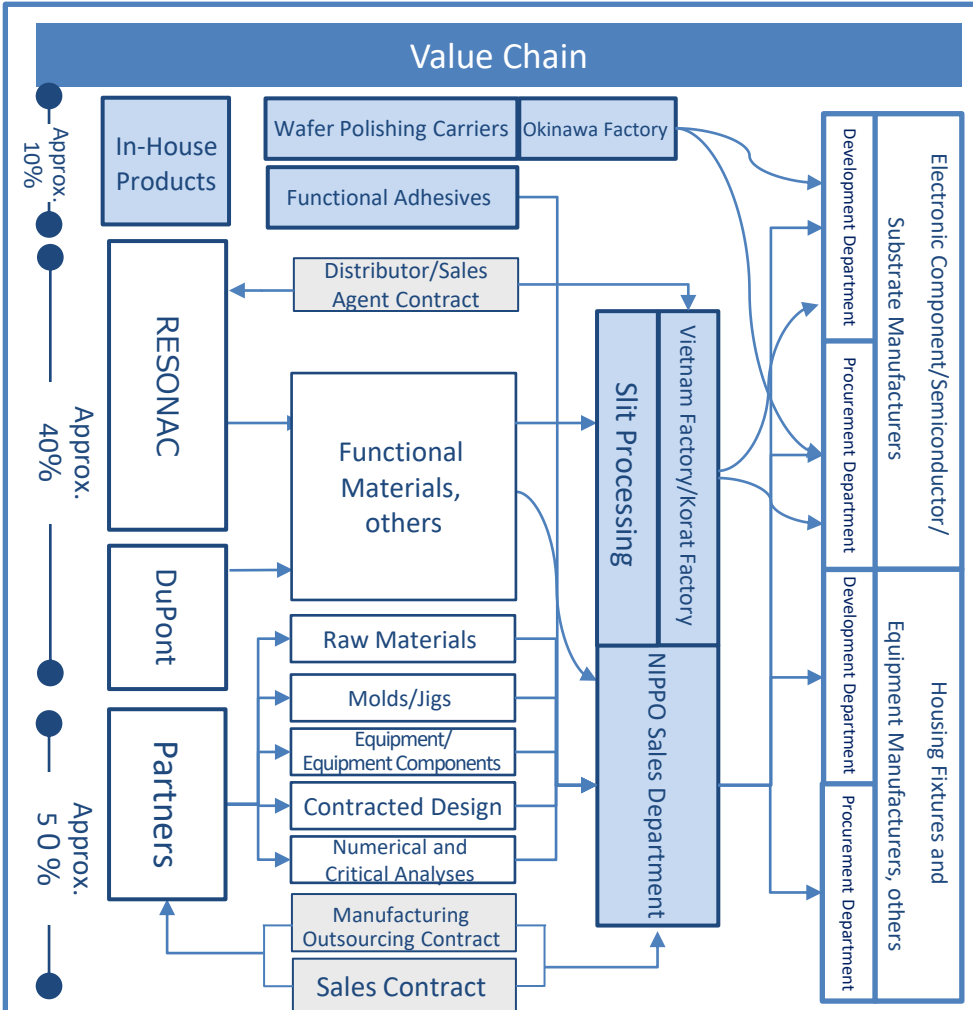 Value Chain
Approx.
10%
In-House
Products
Wafer Polishing Carriers
Okinawa Factory
Functional Adhesives
Approx.
40%
RESONAC
Distributor/Sales
Agent Contract
Functional
Materials,
others
DuPont
Slit Processing
Vietnam Factory/Korat Factory
Approx.
50%
Partners
Raw Materials
Molds/Jigs
Equipment/
Equipment Components
Contracted Design
Numerical and
Critical Analyses
Manufacturing
Outsourcing Contract
Sales Contract
NIPPO Sales Department
Development Department
Procurement Department
Electronic Component/Semiconductor/
Substrate Manufacturers
Development Department
Procurement Department
Housing Fixtures and
Equipment Manufacturers, others